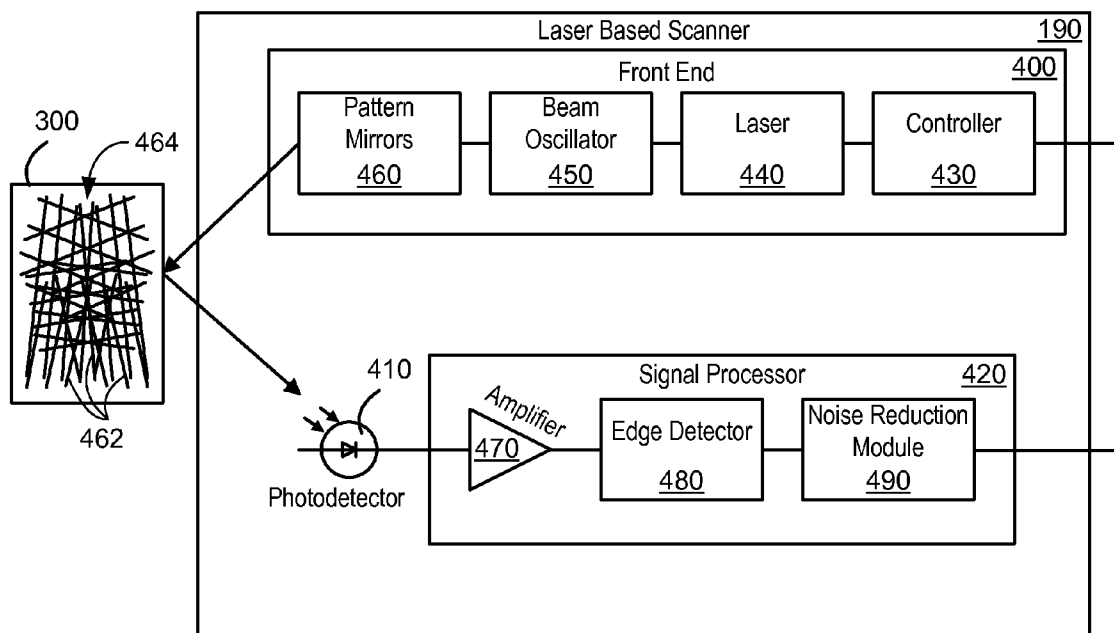 Laser Based Scanner 190
Front End 400
Pattern
Mirrors
460
Beam
Oscillator
450
Laser
440
Controller
430
300
464
462
410
Photodetector
Signal Processor 420
Amplifier
470
Edge Detector
480
Noise Reduction
Module
490